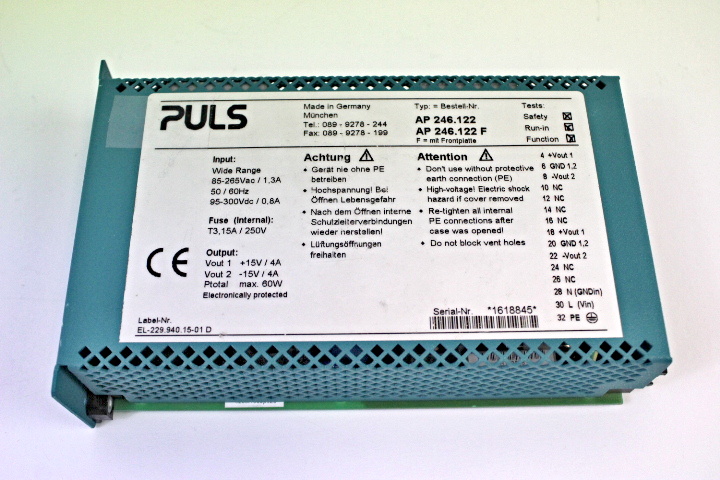 PULS
Made in Germany
München
Tel.: 089 - 9278 - 244
Fax: 089 - 9278 - 199
Typ: = Bestell-Nr.
AP 246.122
AP 246.122 F
F = mit Frontplatte
Tests:
Safety
Run-in
Function
Input:
Wide Range
85-265Vac / 1,3A
50 / 60Hz
95-300Vdc / 0,8A
Fuse (Internal):
T3,15A / 250V
Output:
Vout 1 +15V / 4A
Vout 2 -15V / 4A
Ptotal max. 60W
Electronically protected
Achtung
• Gerät nie ohne PE
betreiben
• Hochspannung! Bei
Öffnen Lebensgefahr
• Nach dem Öffnen interne
Schutzleiterverbindungen
wieder herstellen!
• Lüftungsöffnungen
freihalten
Attention
• Don't use without protective
earth connection (PE)
• High-voltage! Electric shock
hazard if cover removed
• Re-tighten all internal
PE connections after
case was opened!
• Do not block vent holes
4 +Vout 1
6 GND 1,2
8 -Vout 2
10 NC
12 NC
14 NC
16 NC
18 +Vout 1
20 GND 1,2
22 -Vout 2
24 NC
26 NC
28 N (GNDin)
30 L (Vin)
32 PE
CE
Label-Nr.
EL-229.940.15-01 D
Serial-Nr. *1618845*